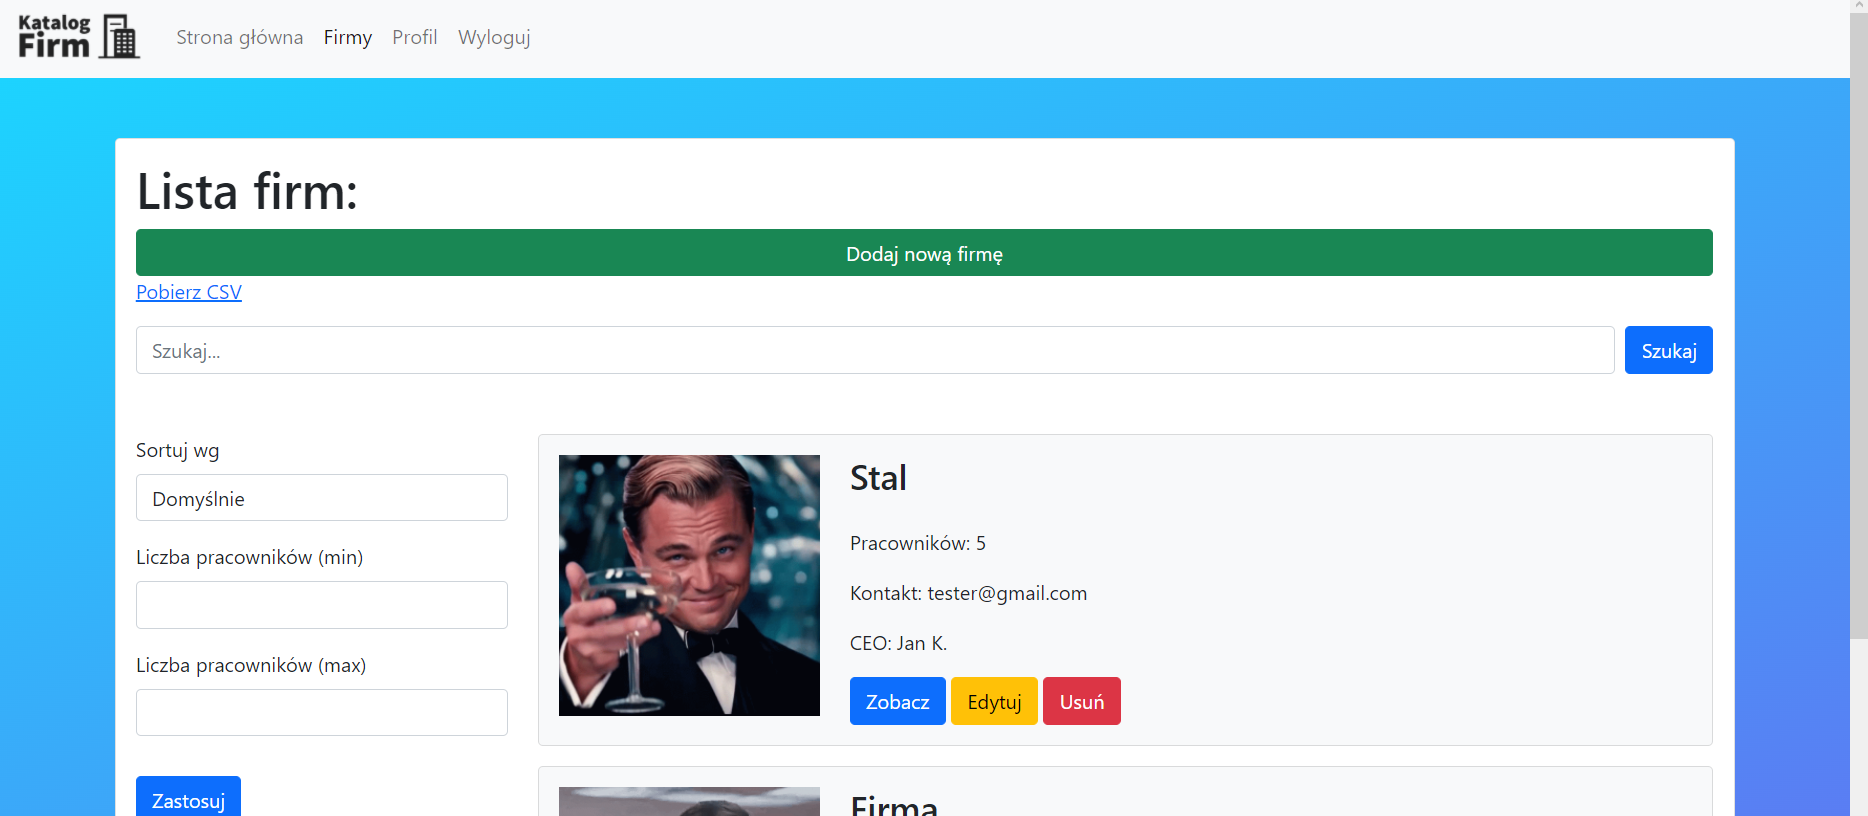 Katalog
Firm
Strona główna Firmy Profil Wyloguj
Lista firm:
Dodaj nową firmę
Pobierz CSV
Szukaj...
Szukaj
Sortuj wg
Domyślnie
Liczba pracowników (min)
Liczba pracowników (max)
Zastosuj
Stal
Pracowników: 5
Kontakt: tester@gmail.com
CEO: Jan K.
Zobacz Edytuj Usuń
Firma